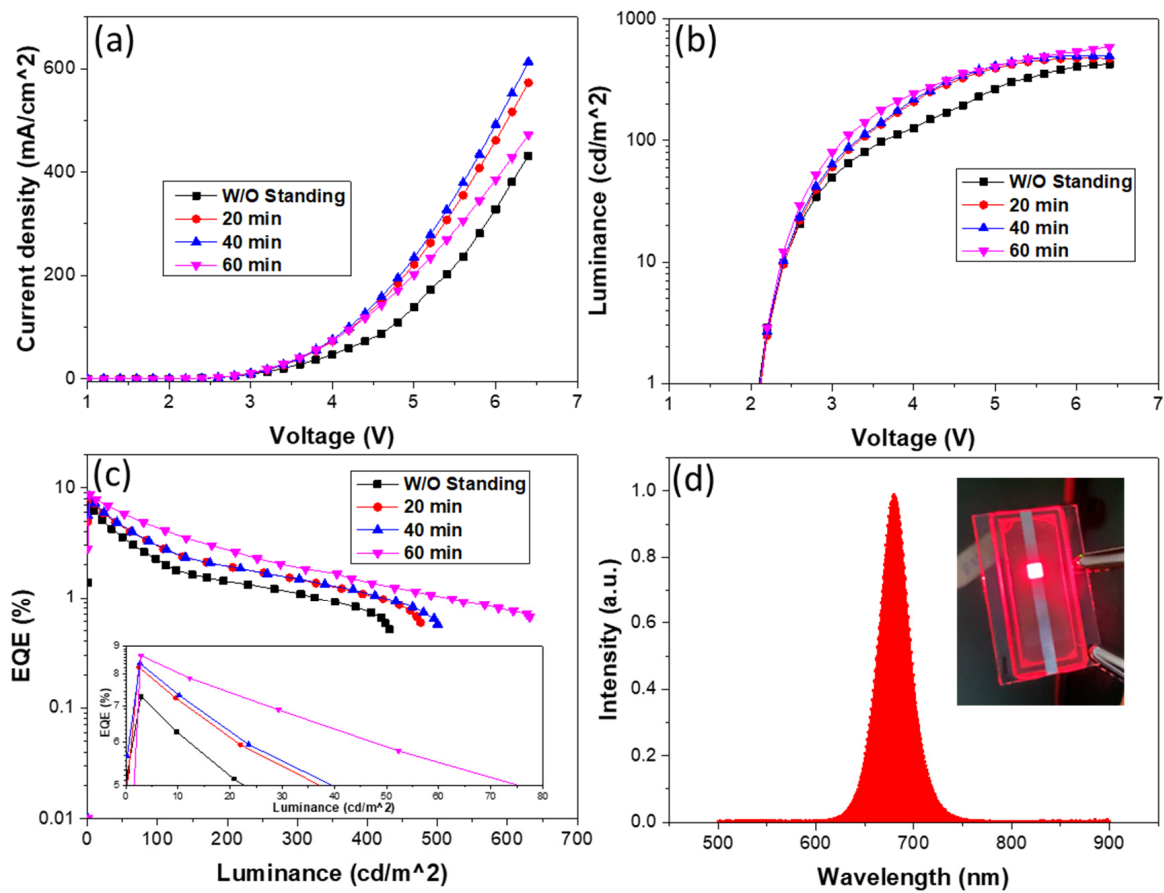 (a)
Current density (mA/cm^2)
600
400
200
0
1 2 3 4 5 6 7
Voltage (V)
W/O Standing
20 min
40 min
60 min
(b)
Luminance (cd/m^2)
1000
100
10
1
1 2 3 4 5 6 7
Voltage (V)
W/O Standing
20 min
40 min
60 min
(c)
EQE (%)
10
1
0.1
0.01
0 100 200 300 400 500 600 700
Luminance (cd/m^2)
W/O Standing
20 min
40 min
60 min
EQE (%)
9
8
7
6
5
0 10 20 30 40 50 60 70 80
Luminance (cd/m^2)
(d)
Intensity (a.u.)
1.0
0.8
0.6
0.4
0.2
0.0
500 600 700 800 900
Wavelength (nm)